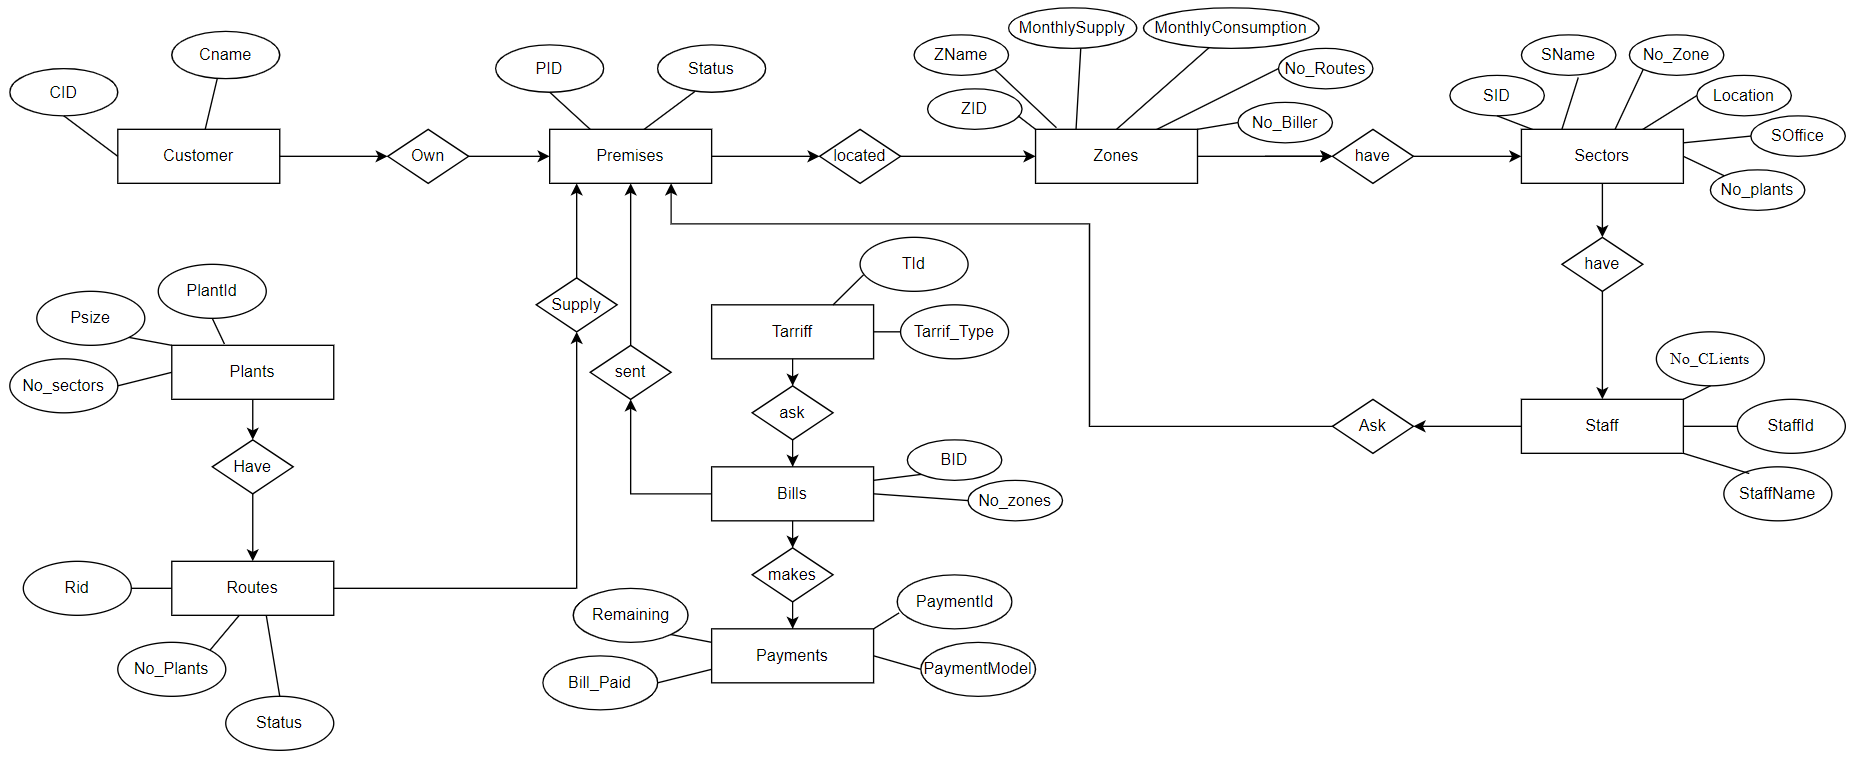 MonthlySupply
MonthlyConsumption
Cname
PID
Status
ZName
No_Routes
SName
No_Zone
CID
ZID
No_Biller
SID
Location
SOffice
Customer
Own
Premises
located
Zones
have
Sectors
No_plants
PlantId
TId
have
Psize
Supply
Tarriff
Tarrif_Type
No_CLients
No_sectors
Plants
sent
ask
Ask
Staff
StaffId
Have
BID
Bills
No_zones
StaffName
Rid
Routes
makes
PaymentId
Remaining
No_Plants
Bill_Paid
Payments
PaymentModel
Status